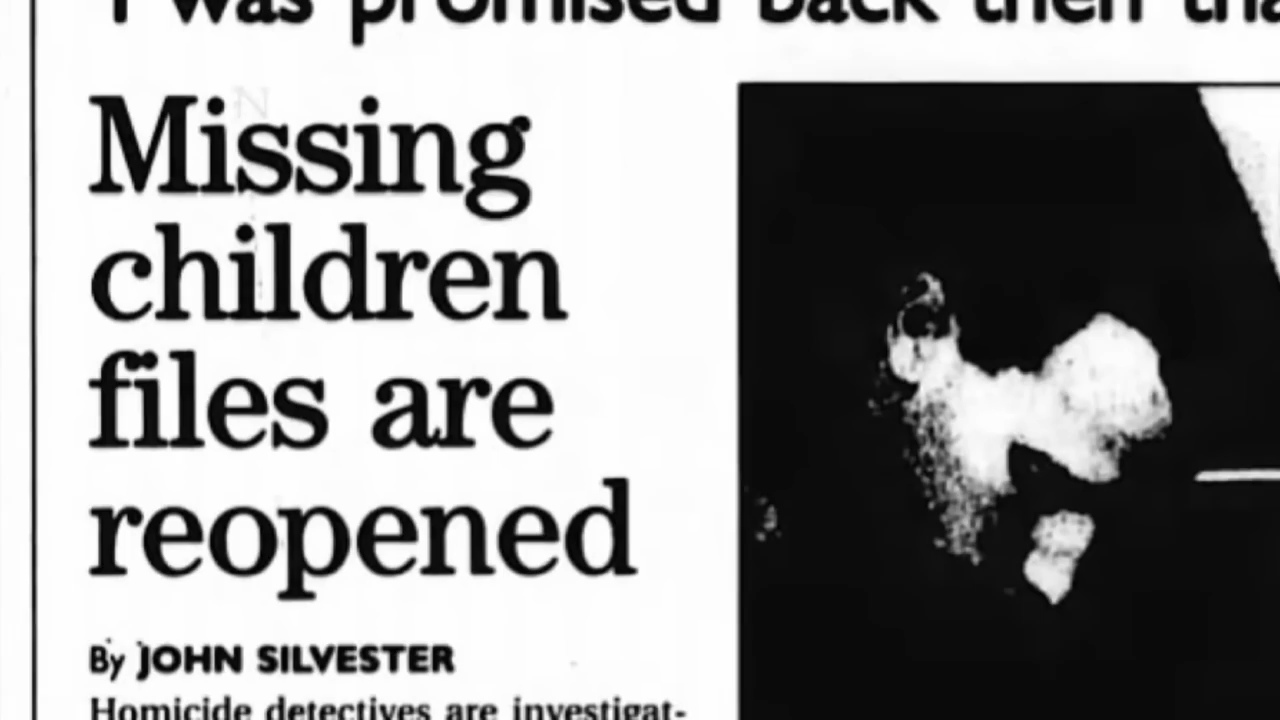 I was promised back then tha
Missing
children
files are
reopened
By JOHN SILVESTER
Homicide detectives are investigat-